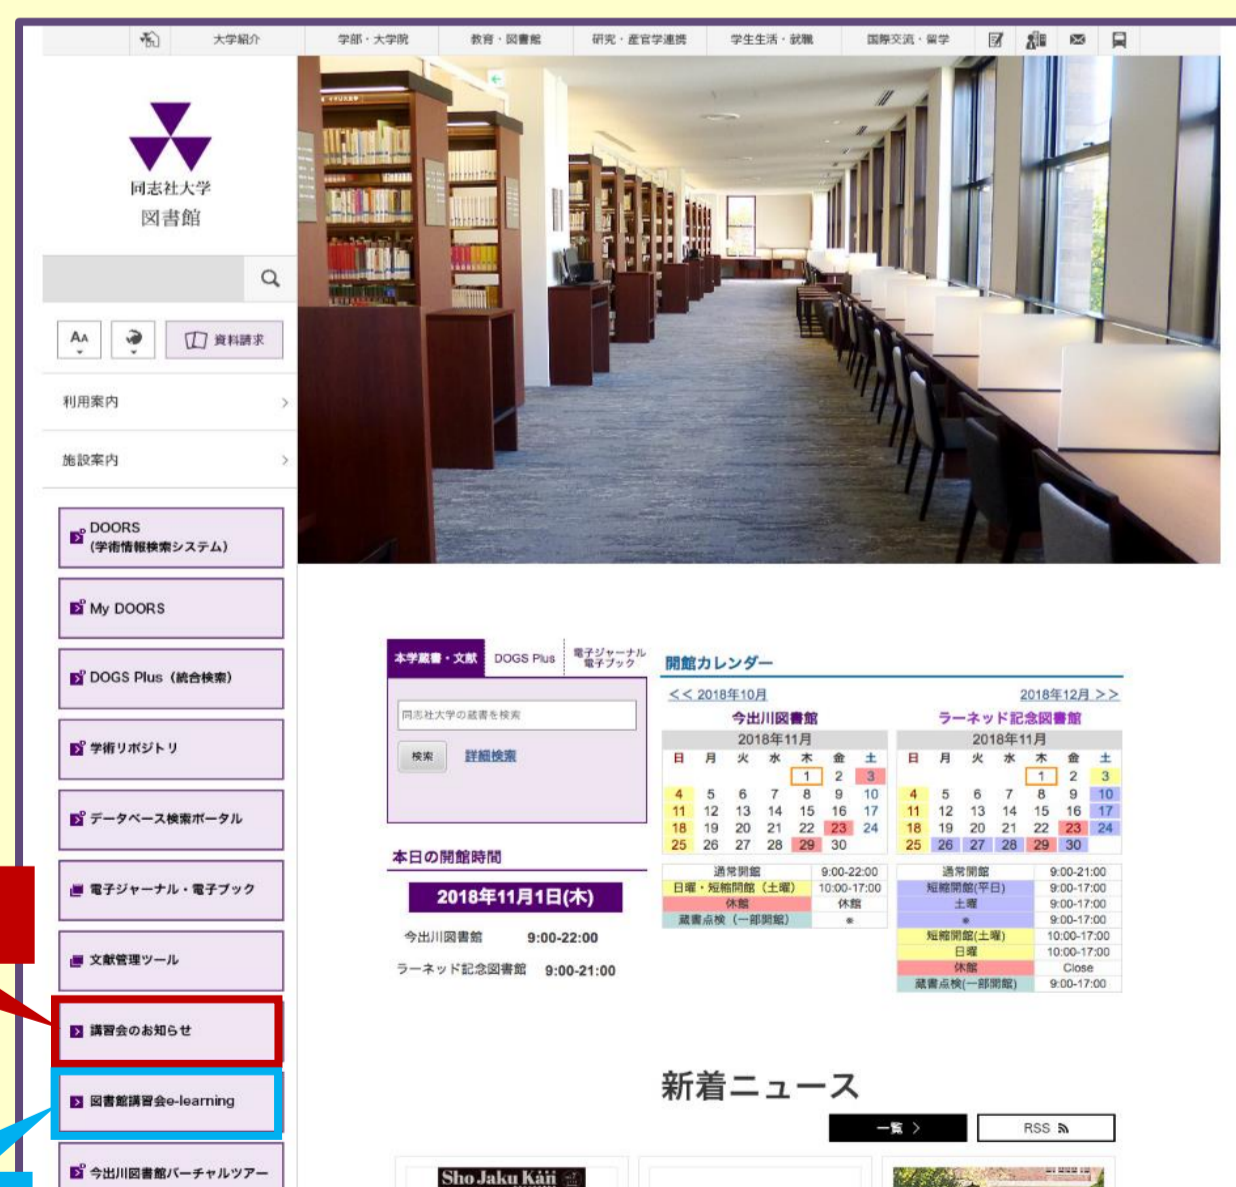 大学紹介 学部・大学院 教育・図書館 研究・産官学連携 学生生活・就職 国際交流・留学
同志社大学
図書館
AA
資料請求
利用案内
施設案内
DOORS
(学術情報検索システム)
My DOORS
DOGS Plus（統合検索）
学術リポジトリ
データベース検索ポータル
電子ジャーナル・電子ブック
文献管理ツール
講習会のお知らせ
図書館講習会e-learning
今出川図書館バーチャルツアー
本学蔵書・文献 DOGS Plus 電子ジャーナル
電子ブック
同志社大学の蔵書を検索
検索 詳細検索
本日の開館時間
2018年11月1日(木)
今出川図書館 9:00-22:00
ラーネッド記念図書館 9:00-21:00
開館カレンダー
<< 2018年10月 2018年12月 >>
今出川図書館
2018年11月
日 月 火 水 木 金 土
1 2 3
4 5 6 7 8 9 10
11 12 13 14 15 16 17
18 19 20 21 22 23 24
25 26 27 28 29 30
通常開館 9:00-22:00
日曜・短縮開館（土曜） 10:00-17:00
休館 休館
蔵書点検（一部開館） ※
ラーネッド記念図書館
2018年11月
日 月 火 水 木 金 土
1 2 3
4 5 6 7 8 9 10
11 12 13 14 15 16 17
18 19 20 21 22 23 24
25 26 27 28 29 30
通常開館 9:00-21:00
短縮開館(平日) 9:00-17:00
土曜 9:00-17:00
※ 9:00-17:00
短縮開館(土曜) 10:00-17:00
日曜 10:00-17:00
休館 Close
蔵書点検(一部開館) 9:00-17:00
新着ニュース
一覧 >
RSS
Sho Jaku Kan